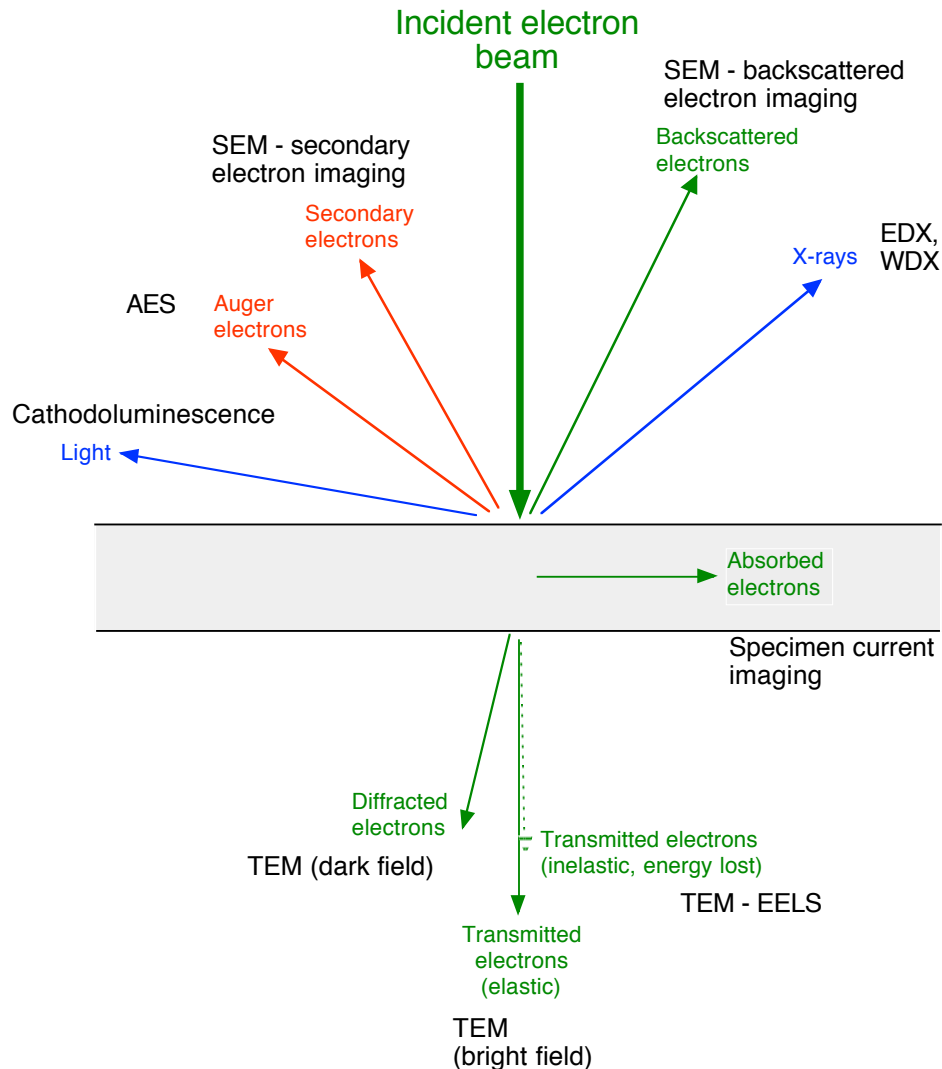 Incident electron
beam
SEM - backscattered
electron imaging
Backscattered
electrons
SEM - secondary
electron imaging
Secondary
electrons
EDX,
WDX
X-rays
AES
Auger
electrons
Cathodoluminescence
Light
Absorbed
electrons
Specimen current
imaging
Diffracted
electrons
TEM (dark field)
Transmitted electrons
(inelastic, energy lost)
TEM - EELS
Transmitted
electrons
(elastic)
TEM
(bright field)